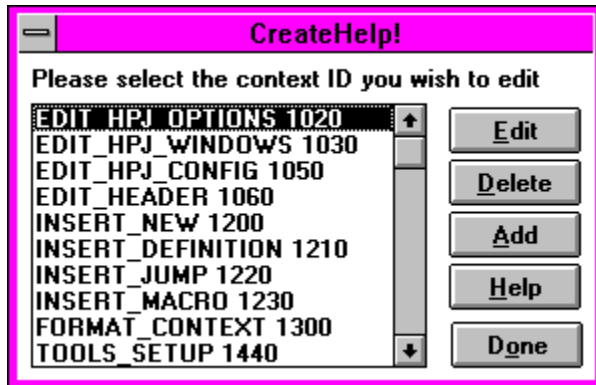 CreateHelp!
Please select the context ID you wish to edit
EDIT_HPJ_OPTIONS 1020
EDIT_HPJ_WINDOWS 1030
EDIT_HPJ_CONFIG 1050
EDIT_HEADER 1060
INSERT_NEW 1200
INSERT_DEFINITION 1210
INSERT_JUMP 1220
INSERT_MACRO 1230
FORMAT_CONTEXT 1300
TOOLS_SETUP 1440
Edit
Delete
Add
Help
Done